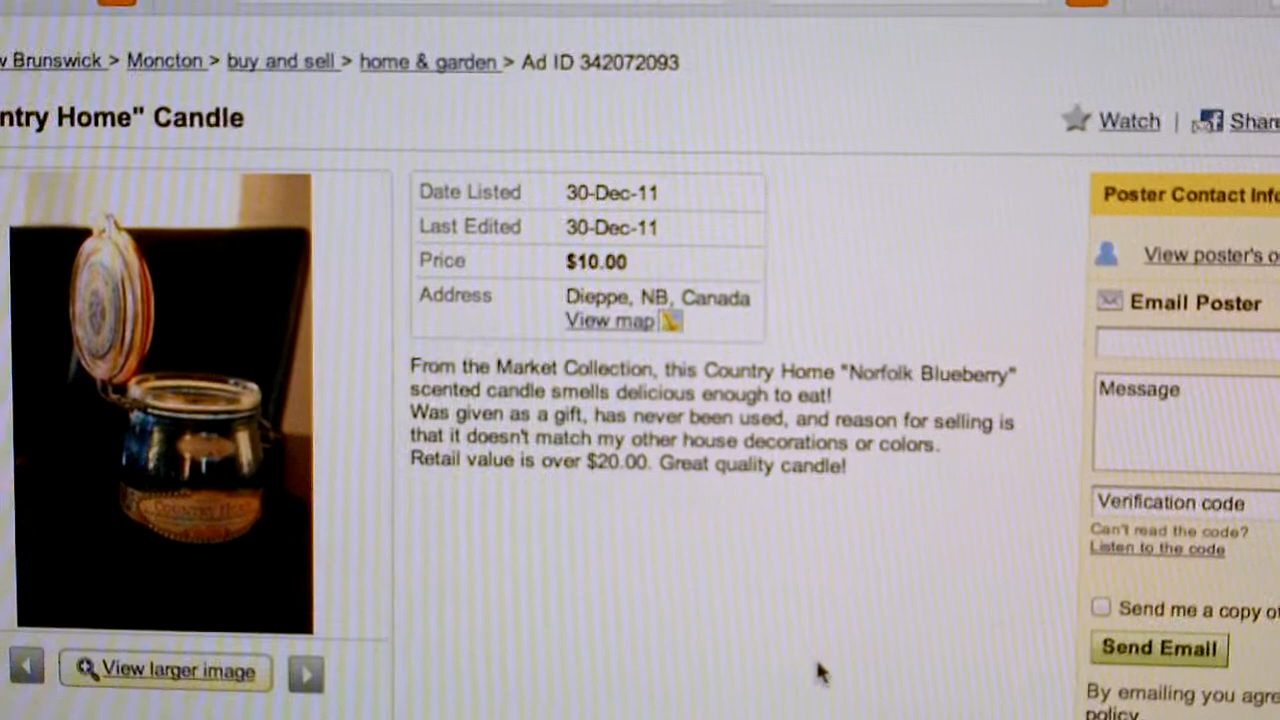 Brunswick > Moncton > buy and sell > home & garden > Ad ID 342072093
Home" Candle
Watch | Share
Date Listed 30-Dec-11
Last Edited 30-Dec-11
Price $10.00
Address Dieppe, NB, Canada
View map
From the Market Collection, this Country Home "Norfolk Blueberry"
scented candle smells delicious enough to eat!
Was given as a gift, has never been used, and reason for selling is
that it doesn't match my other house decorations or colors.
Retail value is over $20.00. Great quality candle!
COUNTRY
View larger image
Poster Contact
View poster's
Email Poster
Message
Verification code
Can't read the code?
Listen to the code
Send me a copy
Send Email
By emailing you
policy